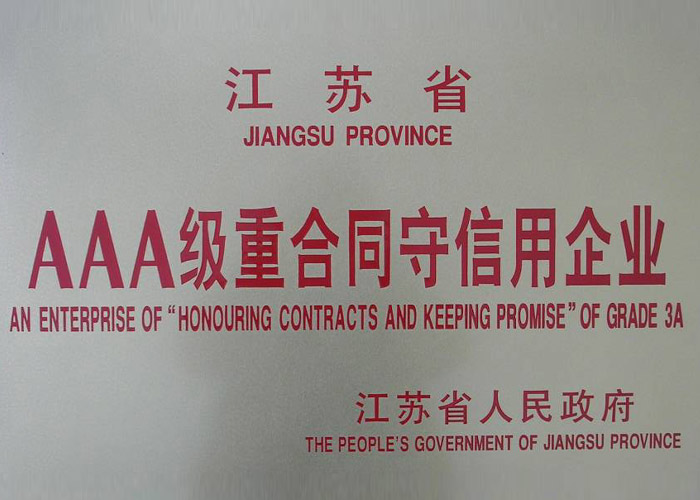 江苏省
JIANGSU PROVINCE
AAA级重合同守信用企业
AN ENTERPRISE OF “HONOURING CONTRACTS AND KEEPING PROMISE” OF GRADE 3A
江苏省人民政府
THE PEOPLE'S GOVERNMENT OF JIANGSU PROVINCE